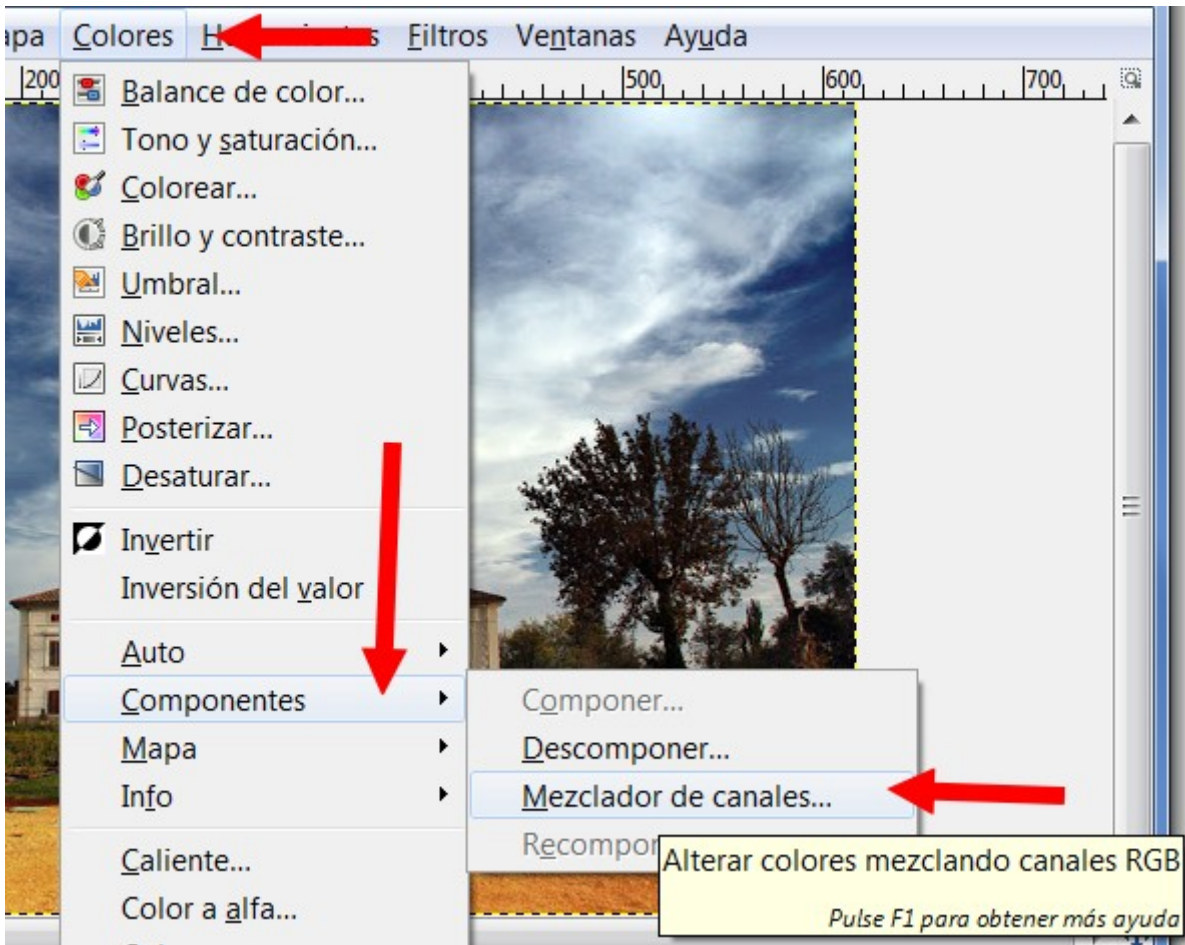 Colores Filtros Ventanas Ayuda
500 600 700
Balance de color...
Tono y saturación...
Colorear...
Brillo y contraste...
Umbral...
Niveles...
Curvas...
Posterizar...
Desaturar...
Invertir
Inversión del valor
Auto
Componentes
Componer...
Mapa
Descomponer...
Info
Mezclador de canales...
Caliente...
Alterar colores mezclando canales RGB
Color a alfa...
Pulse F1 para obtener más ayuda